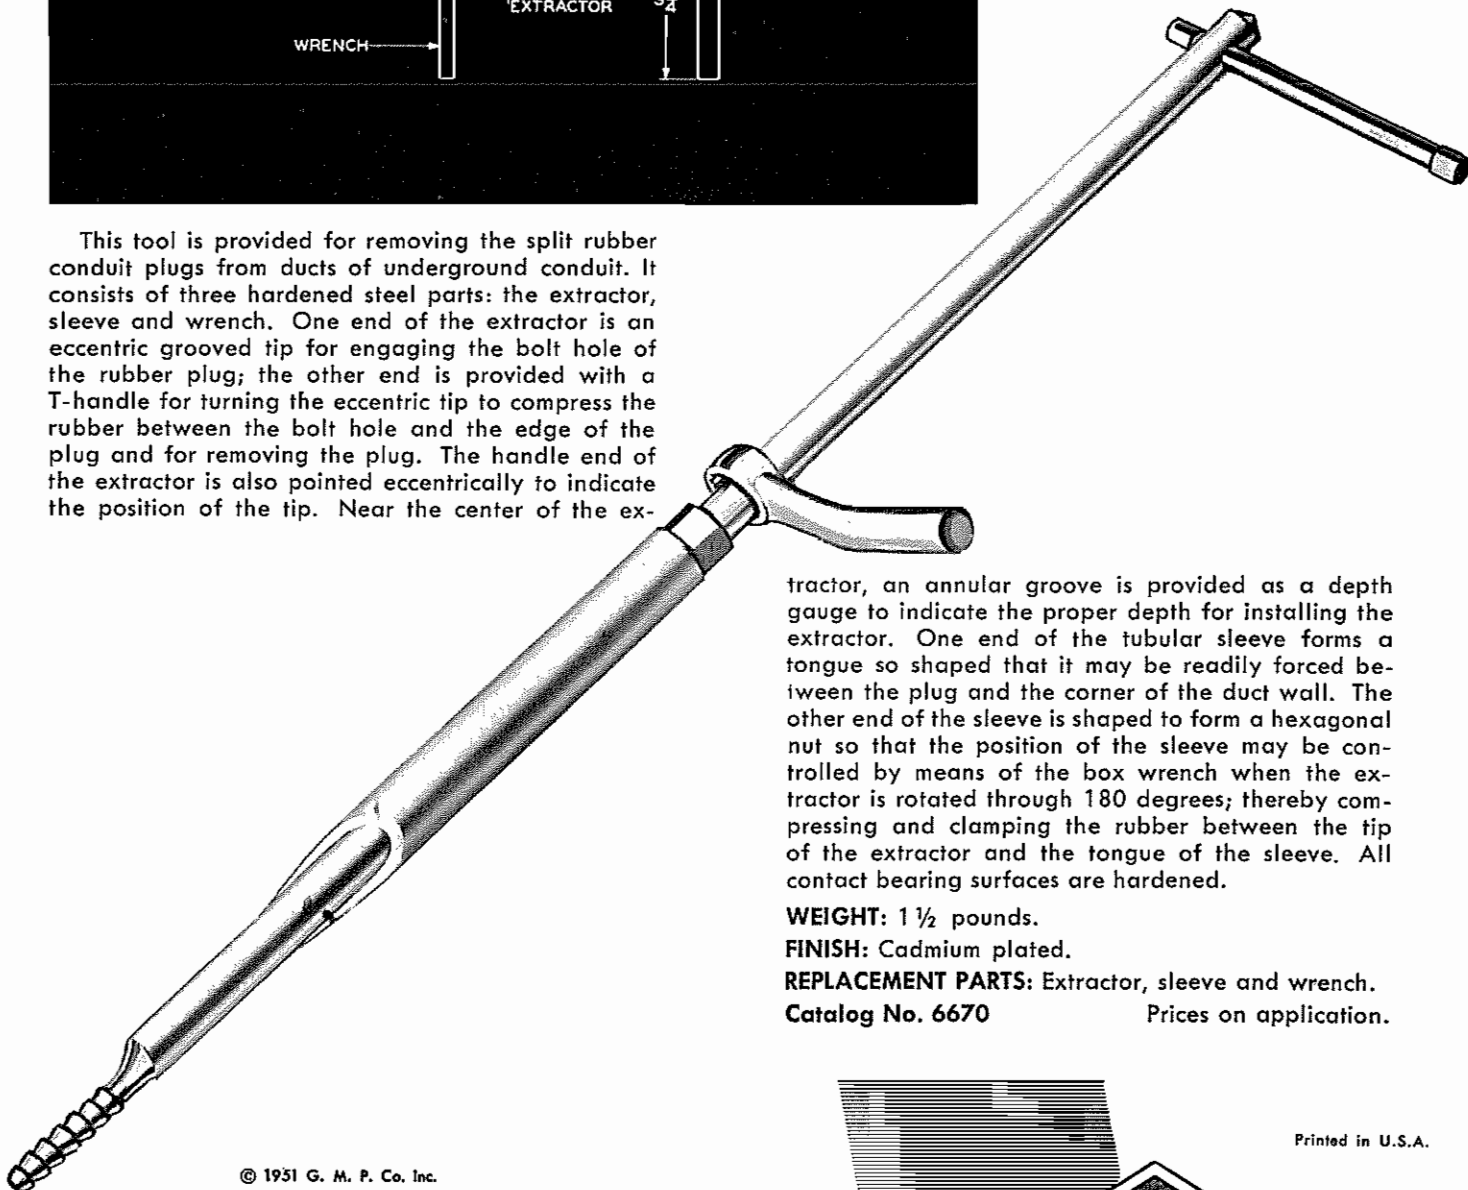 'EXTRACTOR
WRENCH
This tool is provided for removing the split rubber
conduit plugs from ducts of underground conduit. It
consists of three hardened steel parts: the extractor,
sleeve and wrench. One end of the extractor is an
eccentric grooved tip for engaging the bolt hole of
the rubber plug; the other end is provided with a
T-handle for turning the eccentric tip to compress the
rubber between the bolt hole and the edge of the
plug and for removing the plug. The handle end of
the extractor is also pointed eccentrically to indicate
the position of the tip. Near the center of the ex-
tractor, an annular groove is provided as a depth
gauge to indicate the proper depth for installing the
extractor. One end of the tubular sleeve forms a
tongue so shaped that it may be readily forced be-
tween the plug and the corner of the duct wall. The
other end of the sleeve is shaped to form a hexagonal
nut so that the position of the sleeve may be con-
trolled by means of the box wrench when the ex-
tractor is rotated through 180 degrees; thereby com-
pressing and clamping the rubber between the tip
of the extractor and the tongue of the sleeve. All
contact bearing surfaces are hardened.
WEIGHT: 1 ½ pounds.
FINISH: Cadmium plated.
REPLACEMENT PARTS: Extractor, sleeve and wrench.
Catalog No. 6670 Prices on application.
Printed in U.S.A.
© 1951 G. M. P. Co. Inc.